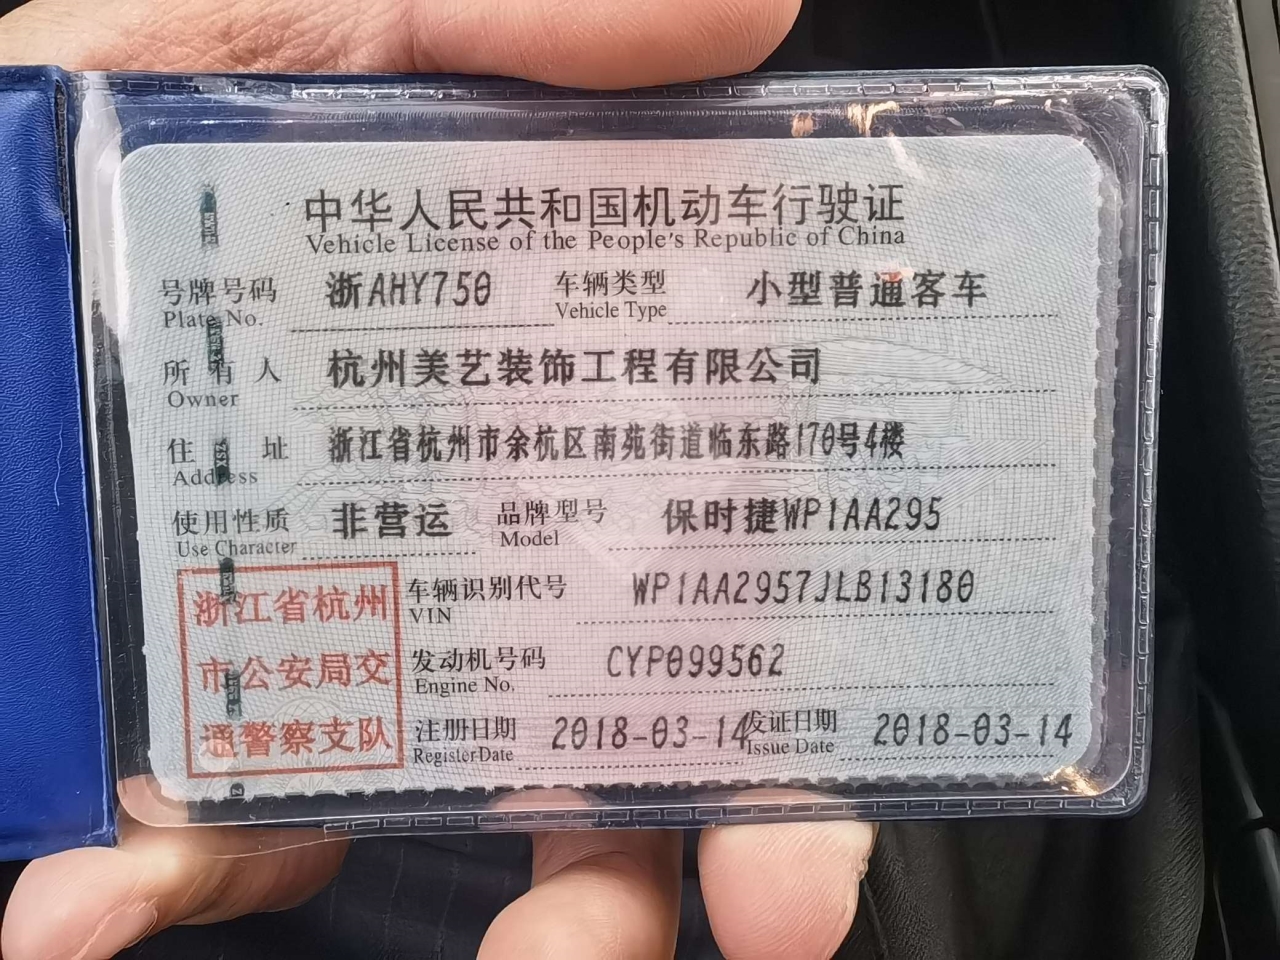 中华人民共和国机动车行驶证
Vehicle License of the People's Republic of China
号牌号码 浙AHY750 车辆类型 小型普通客车
Plate No. Vehicle Type
所有人 杭州美艺装饰工程有限公司
Owner
住址 浙江省杭州市余杭区南苑街道临东路170号4楼
Address
使用性质 非营运 品牌型号 保时捷WP1AA295
Use Character Model
浙江省杭州
市公安局交
通警察支队
车辆识别代号 WP1AA2957JLB13180
VIN
发动机号码 CYP099562
Engine No.
注册日期 2018-03-14 发证日期 2018-03-14
Register Date Issue Date